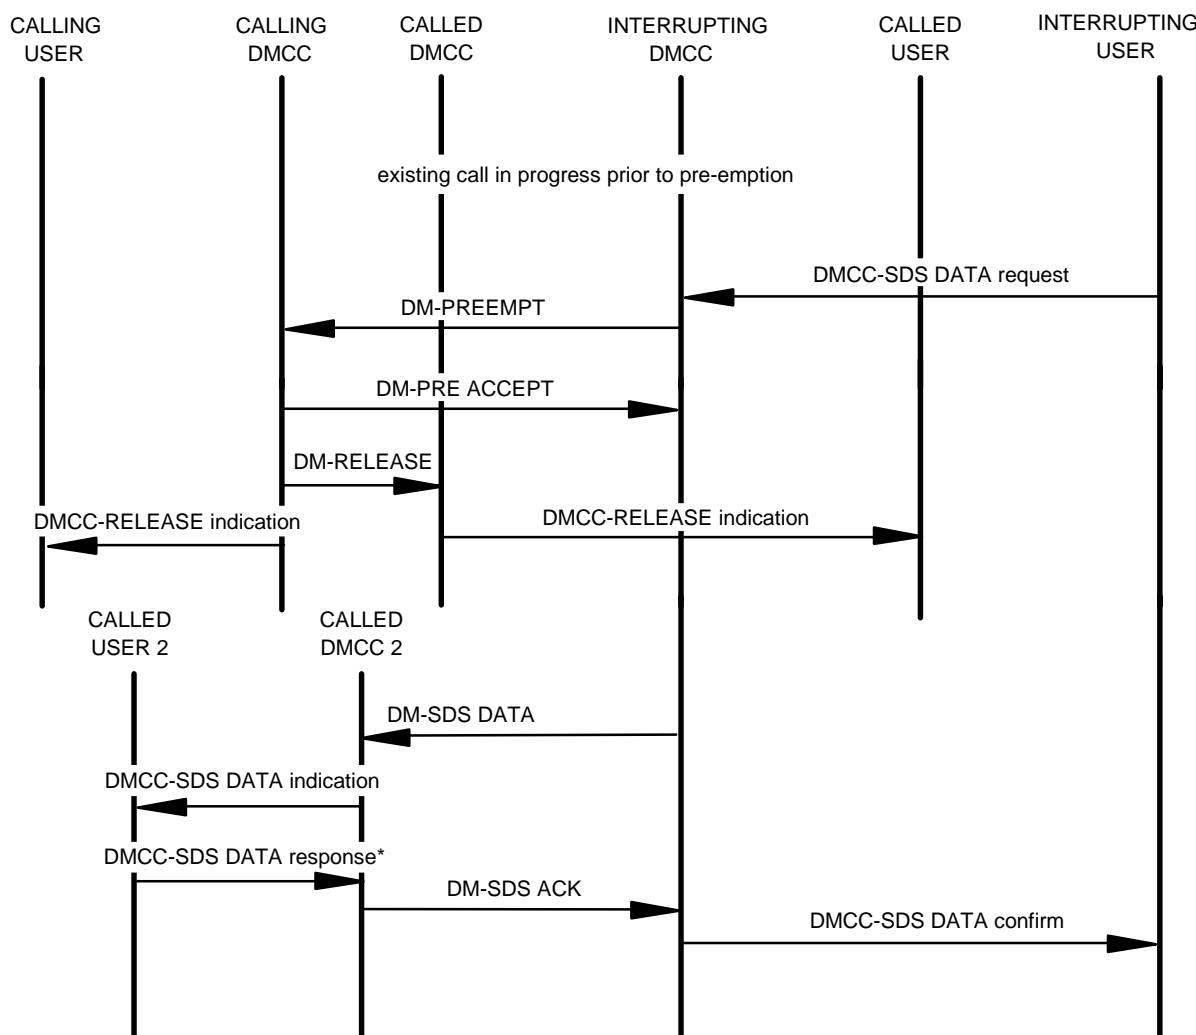 CALLING
USER
CALLING
DMCC
CALLED
DMCC
INTERRUPTING
DMCC
CALLED
USER
INTERRUPTING
USER
existing call in progress prior to pre-emption
DMCC-SDS DATA request
DM-PREEMPT
DM-PRE ACCEPT
DM-RELEASE
DMCC-RELEASE indication
DMCC-RELEASE indication
CALLED
USER 2
CALLED
DMCC 2
DM-SDS DATA
DMCC-SDS DATA indication
DMCC-SDS DATA response*
DM-SDS ACK
DMCC-SDS DATA confirm